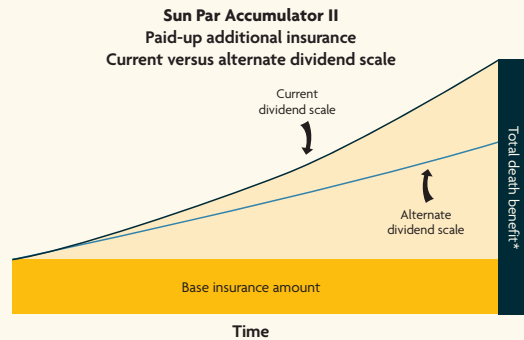 Sun Par Accumulator II
Paid-up additional insurance
Current versus alternate dividend scale
Current
dividend scale
Total death benefit*
Alternate
dividend scale
Base insurance amount
Time